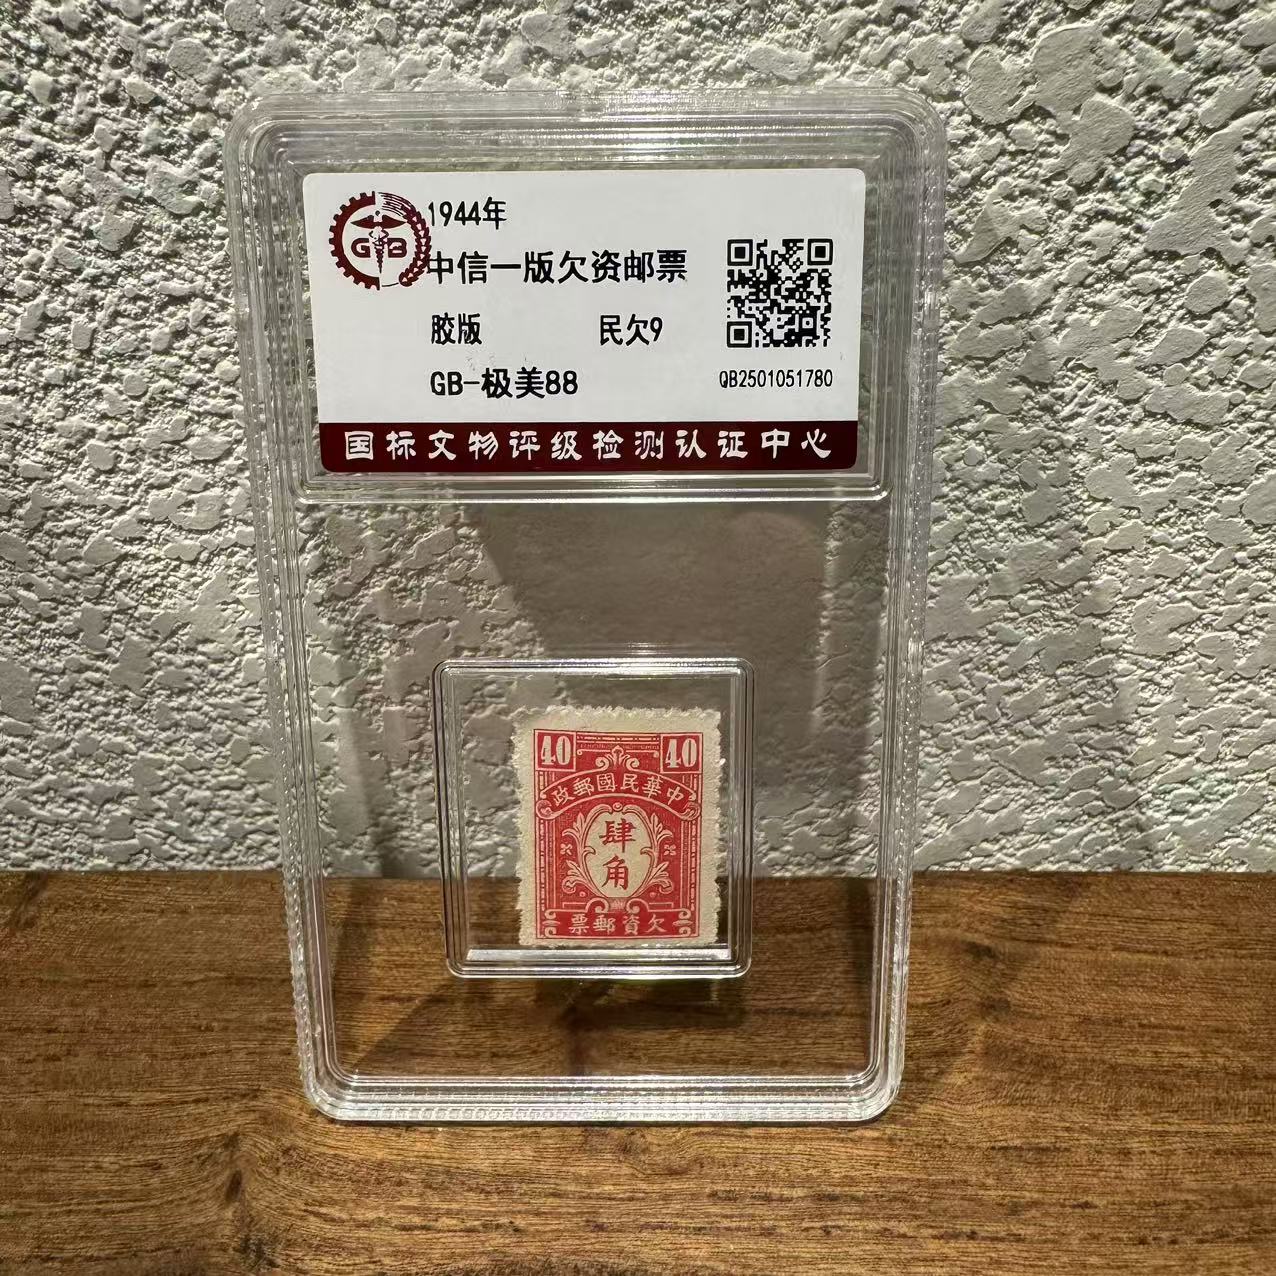 GB
1944年
中信一版欠资邮票
胶版 民欠9
GB-极美88
QB2501051780
国标文物评级检测认证中心
40 40
政郵國民華中
肆
角
票郵資欠